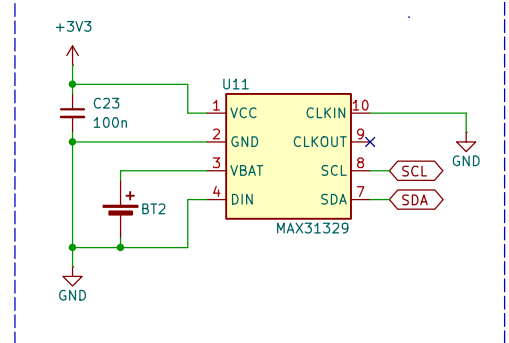 +3V3
U11
C23
100n
1 VCC
2 GND
3 VBAT
4 DIN
CLKIN 10
CLKOUT 9
SCL 8
SDA 7
SCL
SDA
GND
+
BT2
MAX31329
GND